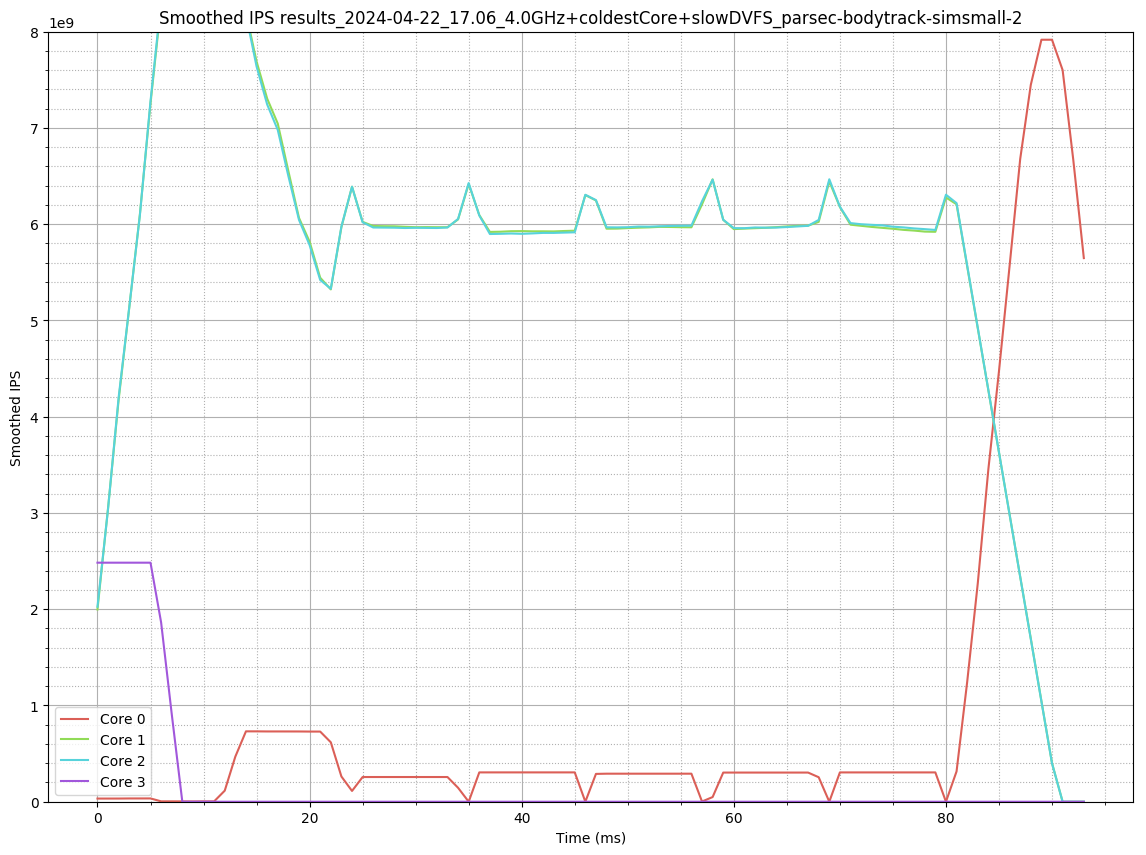 Smoothed IPS results_2024-04-22_17.06_4.0GHz+coldestCore+slowDVFS_parsec-bodytrack-simsmall-2
1e9
8
7
6
5
4
3
2
1
0
Smoothed IPS
Core 0
Core 1
Core 2
Core 3
0
20
40
60
80
Time (ms)